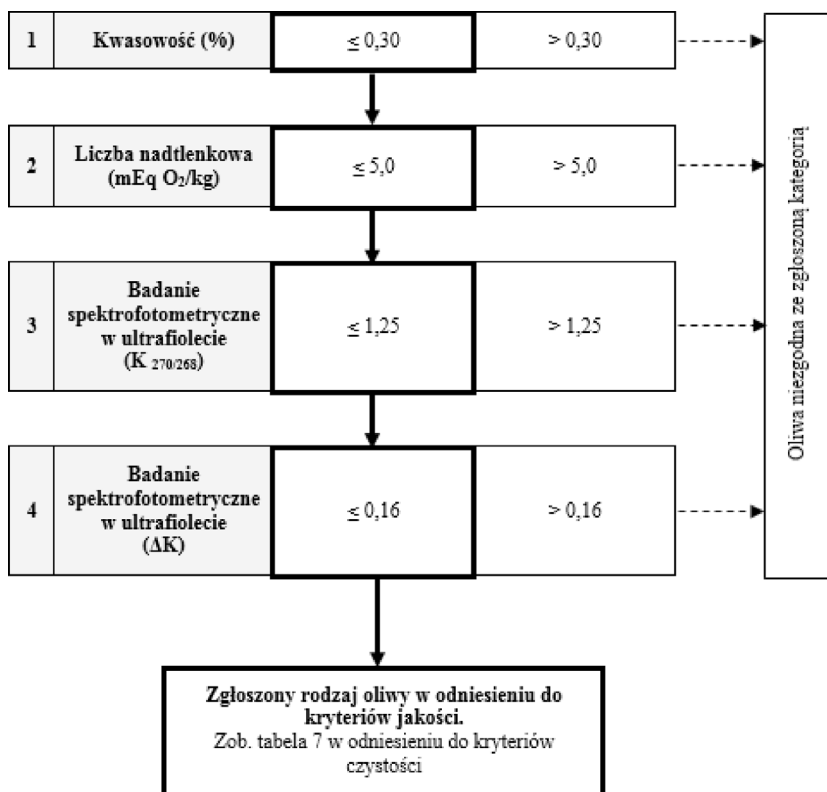 1 Kwasowość (%) ≤ 0,30 > 0,30
2 Liczba nadtlenkowa
(mEq O₂/kg) ≤ 5,0 > 5,0
3 Badanie
spektrofotometryczne
w ultrafiolecie
(K 270/268) ≤ 1,25 > 1,25
4 Badanie
spektrofotometryczne
w ultrafiolecie
(ΔK) ≤ 0,16 > 0,16
Oliwa niezgodna ze zgłoszoną kategorią
Zgłoszony rodzaj oliwy w odniesieniu do
kryteriów jakości.
Zob. tabela 7 w odniesieniu do kryteriów
czystości